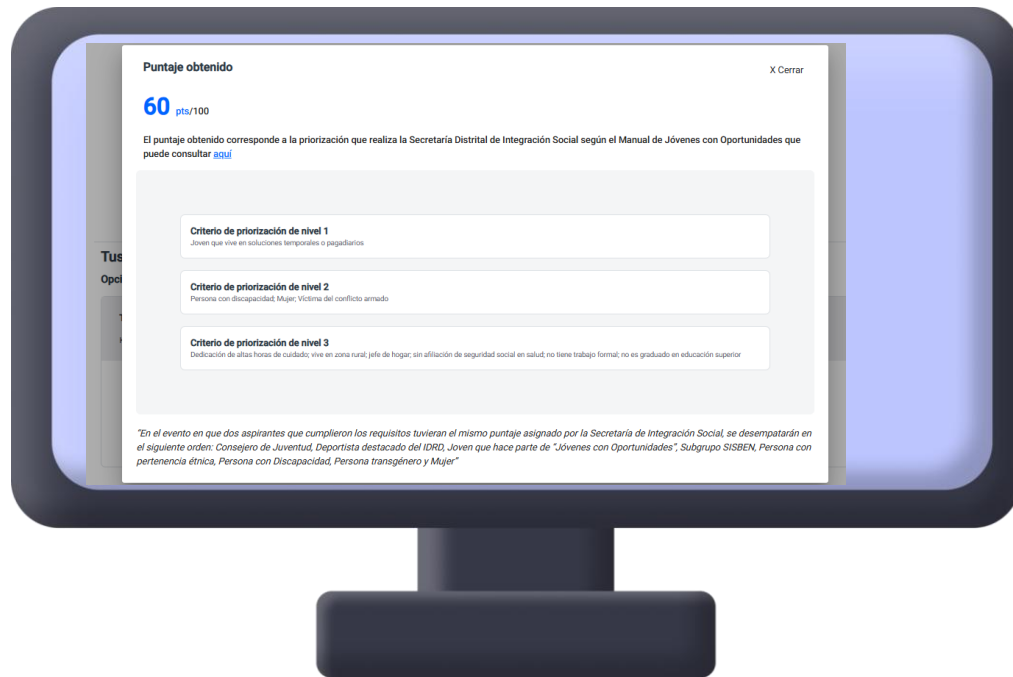 Puntaje obtenido
X Cerrar
60 pts/100
El puntaje obtenido corresponde a la priorización que realiza la Secretaría Distrital de Integración Social según el Manual de Jóvenes con Oportunidades que
puede consultar aquí
Criterio de priorización de nivel 1
Joven que vive en soluciones temporales o pagadiarios
Tus
Opci
Criterio de priorización de nivel 2
Persona con discapacidad; Mujer; Víctima del conflicto armado
Criterio de priorización de nivel 3
Dedicación de altas horas de cuidado; vive en zona rural; jefe de hogar; sin afiliación de seguridad social en salud; no tiene trabajo formal; no es graduado en educación superior
"En el evento en que dos aspirantes que cumplieron los requisitos tuvieran el mismo puntaje asignado por la Secretaría de Integración Social, se desempatarán en
el siguiente orden: Consejero de Juventud, Deportista destacado del IDRD, Joven que hace parte de "Jóvenes con Oportunidades", Subgrupo SISBEN, Persona con
pertenencia étnica, Persona con Discapacidad, Persona transgénero y Mujer"